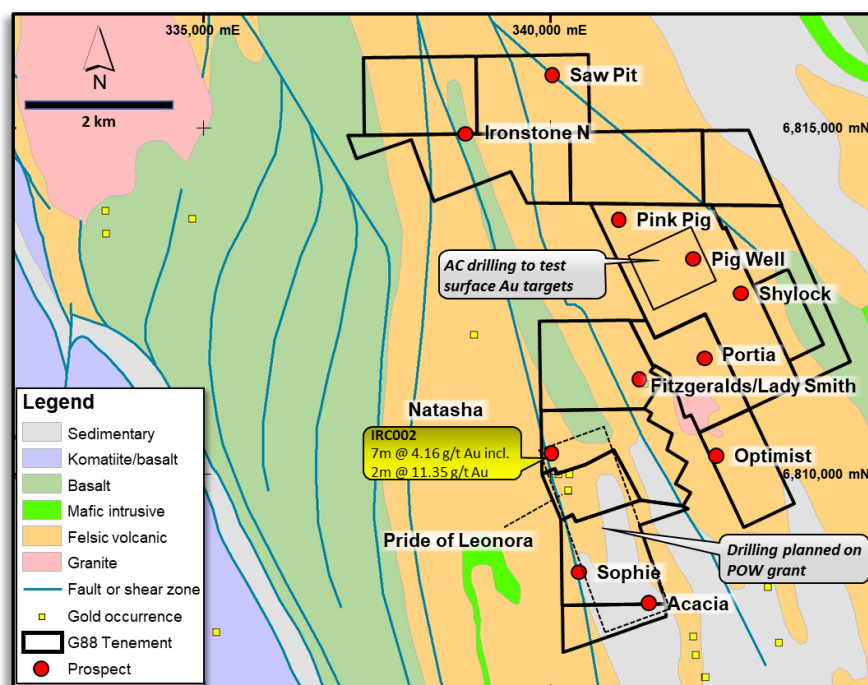 335,000 mE
340,000 mE
N
2 km
Saw Pit
Ironstone N
6,815,000 mN
Pink Pig
AC drilling to test
surface Au targets
Pig Well
Shylock
Portia
Fitzgeralds/Lady Smith
Natasha
IRC002
7m @ 4.16 g/t Au incl.
2m @ 11.35 g/t Au
Optimist
6,810,000 mN
Pride of Leonora
Drilling planned on
POW grant
Sophie
Acacia
Legend
Sedimentary
Komatiite/basalt
Basalt
Mafic intrusive
Felsic volcanic
Granite
Fault or shear zone
Gold occurrence
G88 Tenement
Prospect